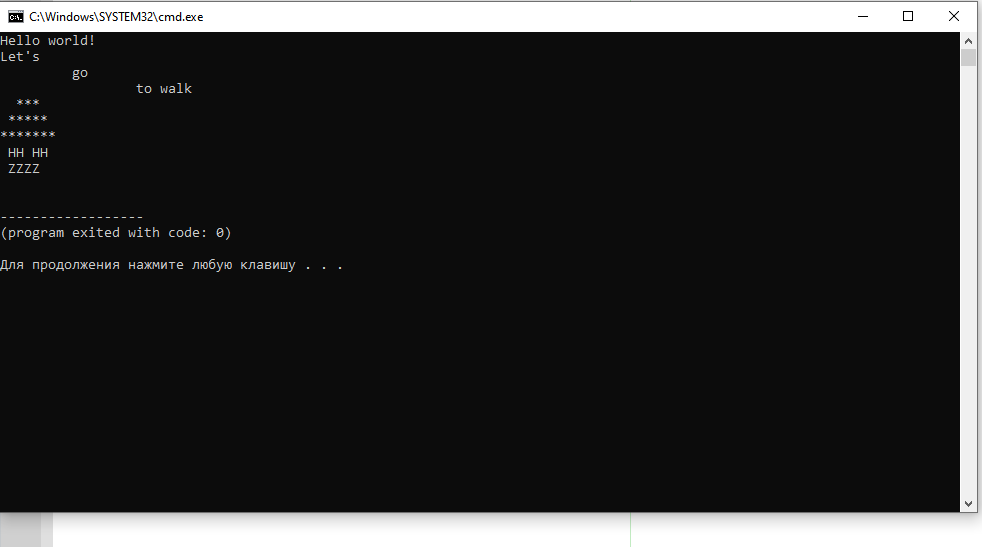 C:\Windows\SYSTEM32\cmd.exe
Hello world!
Let's
         go
                 to walk
  ***
 *****
*******
 HH HH
 ZZZZ
------------------
(program exited with code: 0)
Для продолжения нажмите любую клавишу . . .